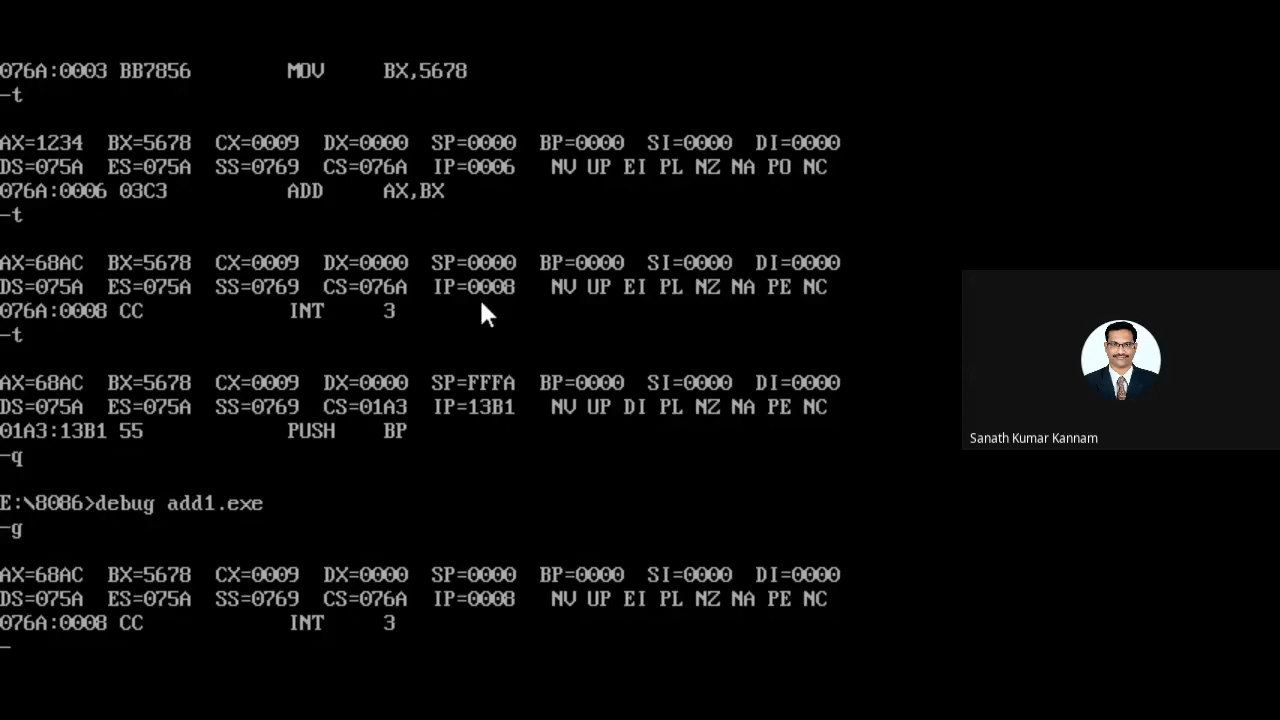 076A:0003 BB7856 MOV BX,5678
-t
AX=1234 BX=5678 CX=0009 DX=0000 SP=0000 BP=0000 SI=0000 DI=0000
DS=075A ES=075A SS=0769 CS=076A IP=0006 NV UP EI PL NZ NA PO NC
076A:0006 03C3 ADD AX,BX
-t
AX=68AC BX=5678 CX=0009 DX=0000 SP=0000 BP=0000 SI=0000 DI=0000
DS=075A ES=075A SS=0769 CS=076A IP=0008 NV UP EI PL NZ NA PE NC
076A:0008 CC INT 3
-t
AX=68AC BX=5678 CX=0009 DX=0000 SP=FFFA BP=0000 SI=0000 DI=0000
DS=075A ES=075A SS=0769 CS=01A3 IP=13B1 NV UP DI PL NZ NA PE NC
01A3:13B1 55 PUSH BP
-q
E:\8086>debug add1.exe
-g
AX=68AC BX=5678 CX=0009 DX=0000 SP=0000 BP=0000 SI=0000 DI=0000
DS=075A ES=075A SS=0769 CS=076A IP=0008 NV UP EI PL NZ NA PE NC
076A:0008 CC INT 3
-
Sanath Kumar Kannam